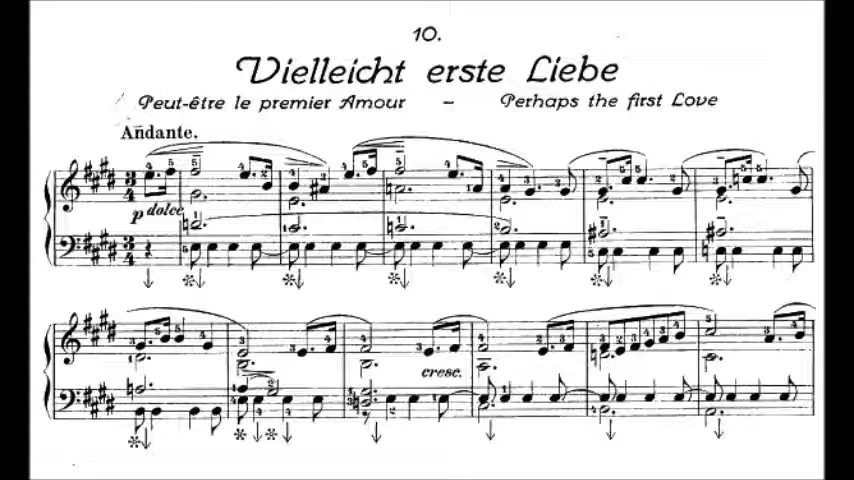 10.
Vielleicht erste Liebe
Peut-être le premier Amour – Perhaps the first Love
Andante.
p dolce
cresc.